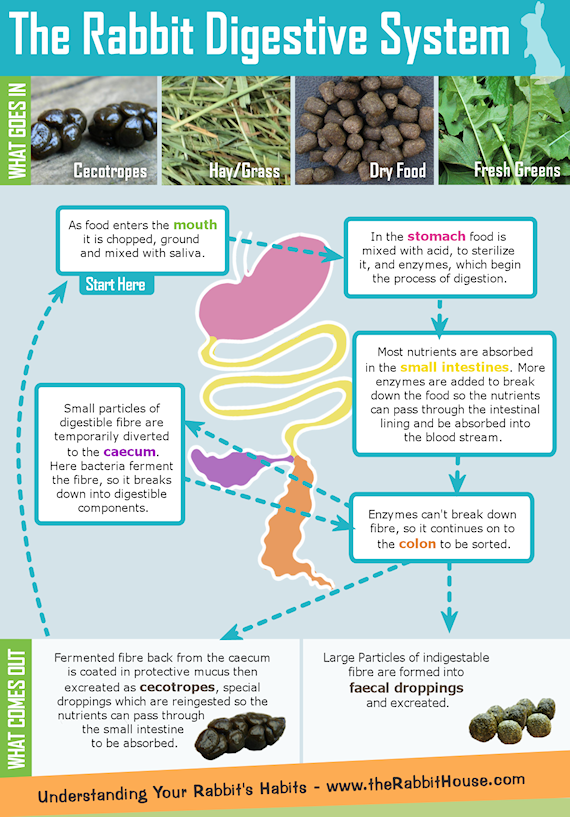 The Rabbit Digestive System
WHAT GOES IN
Cecotropes
Hay/Grass
Dry Food
Fresh Greens
As food enters the mouth
it is chopped, ground
and mixed with saliva.
Start Here
In the stomach food is
mixed with acid, to sterilize
it, and enzymes, which begin
the process of digestion.
Most nutrients are absorbed
in the small intestines. More
enzymes are added to break
down the food so the nutrients
can pass through the intestinal
lining and be absorbed into
the blood stream.
Small particles of
digestible fibre are
temporarily diverted
to the caecum.
Here bacteria ferment
the fibre, so it breaks
down into digestible
components.
Enzymes can't break down
fibre, so it continues on to
the colon to be sorted.
WHAT COMES OUT
Fermented fibre back from the caecum
is coated in protective mucus then
excreated as cecotropes, special
droppings which are reingested so the
nutrients can pass through
the small intestine
to be absorbed.
Large Particles of indigestable
fibre are formed into
faecal droppings
and excreated.
Understanding Your Rabbit's Habits - www.theRabbitHouse.com